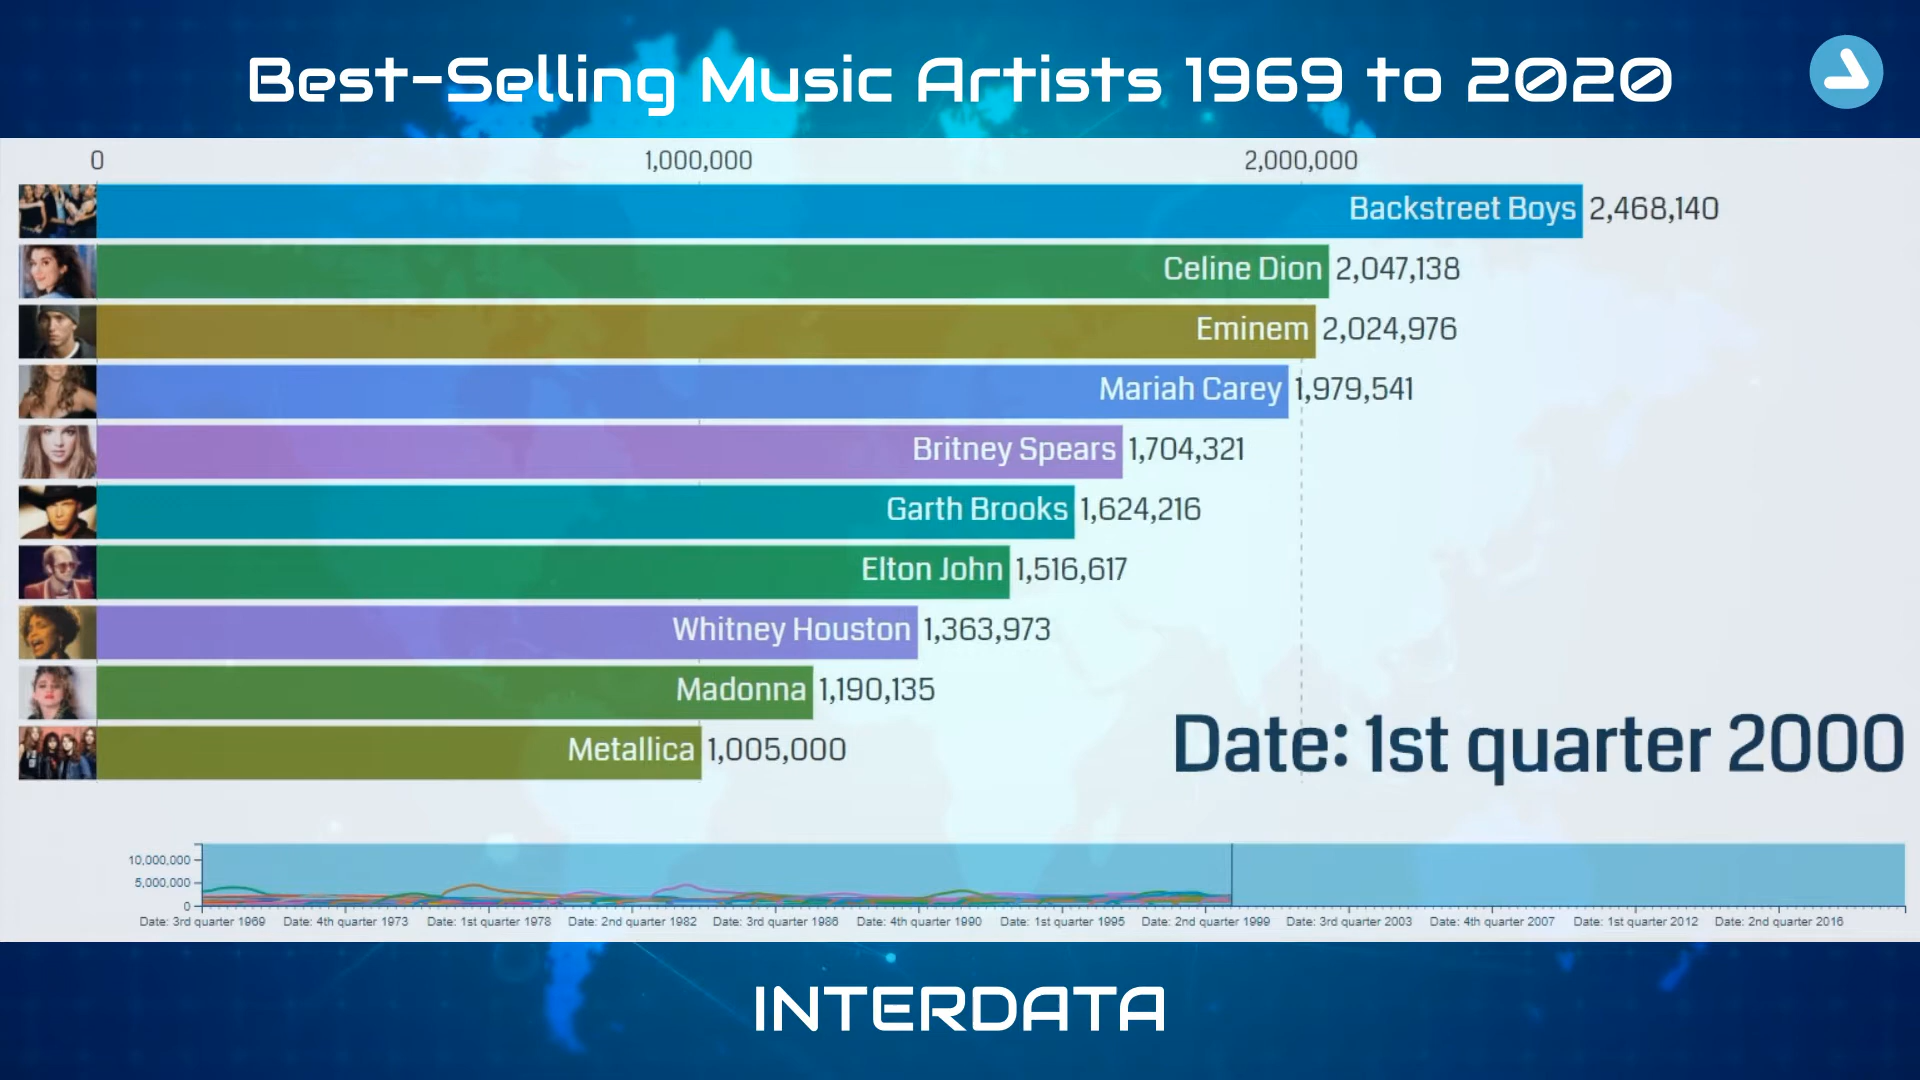 Best-Selling Music Artists 1969 to 2020
0 1,000,000 2,000,000
Backstreet Boys 2,468,140
Celine Dion 2,047,138
Eminem 2,024,976
Mariah Carey 1,979,541
Britney Spears 1,704,321
Garth Brooks 1,624,216
Elton John 1,516,617
Whitney Houston 1,363,973
Madonna 1,190,135
Metallica 1,005,000
Date: 1st quarter 2000
10,000,000
5,000,000
0
Date: 3rd quarter 1969 Date: 4th quarter 1973 Date: 1st quarter 1978 Date: 2nd quarter 1982 Date: 3rd quarter 1986 Date: 4th quarter 1990 Date: 1st quarter 1995 Date: 2nd quarter 1999 Date: 3rd quarter 2003 Date: 4th quarter 2007 Date: 1st quarter 2012 Date: 2nd quarter 2016
INTERDATA